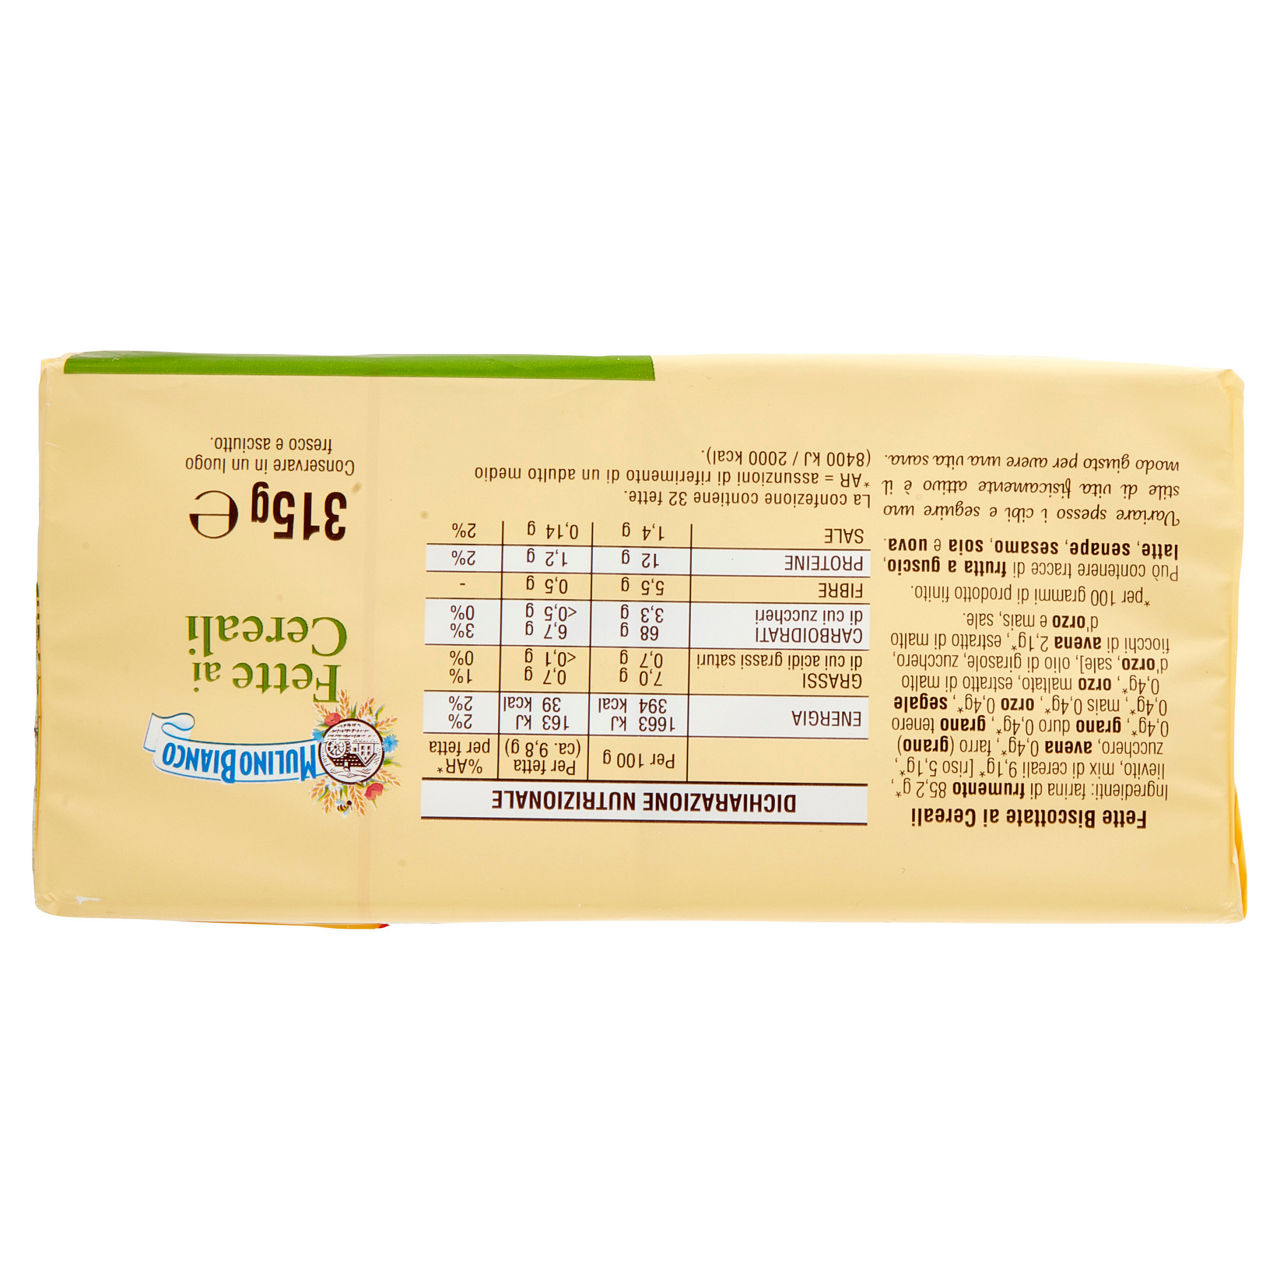 Fette Biscottate ai Cereali
Ingredienti: farina di frumento 85,2 g*,
lievito, mix di cereali 9,1g* [riso 5,1g*,
zucchero, avena 0,4g*, farro (grano)
0,4g*, grano duro 0,4g*, grano tenero
0,4g*, mais 0,4g*, orzo 0,4g*, segale
0,4g*, orzo maltato, estratto di malto
d'orzo, sale], olio di girasole, zucchero,
fiocchi di avena 2,1g*, estratto di malto
d'orzo e mais, sale.
*per 100 grammi di prodotto finito.
Può contenere tracce di frutta a guscio,
latte, senape, sesamo, soia e uova.
Variare spesso i cibi e seguire uno
stile di vita fisicamente attivo è il
modo giusto per avere una vita sana.
DICHIARAZIONE NUTRIZIONALE
Per 100 g Per fetta %AR*
(ca. 9,8 g) per fetta
ENERGIA 1663 kJ 163 kJ 2%
394 kcal 39 kcal 2%
GRASSI 7,0 g 0,7 g 1%
di cui acidi grassi saturi 0,7 g <0,1 g 0%
CARBOIDRATI 68 g 6,7 g 3%
di cui zuccheri 3,3 g <0,5 g 0%
FIBRE 5,5 g 0,5 g -
PROTEINE 12 g 1,2 g 2%
SALE 1,4 g 0,14 g 2%
La confezione contiene 32 fette.
*AR = assunzioni di riferimento di un adulto medio
(8400 kJ / 2000 kcal).
MULINO BIANCO
Fette ai
Cereali
315g e
Conservare in un luogo
fresco e asciutto.